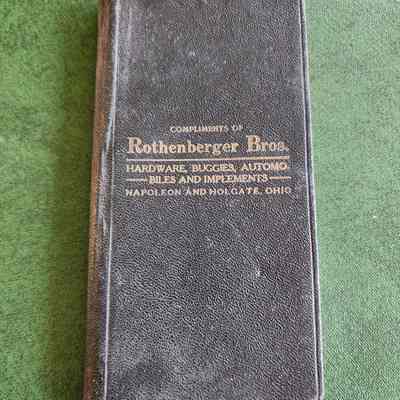 COMPLIMENTS OF
Rothenberger Bros.
HARDWARE, BUGGIES, AUTOMO-
BILES AND IMPLEMENTS
NAPOLEON AND HOLGATE, OHIO